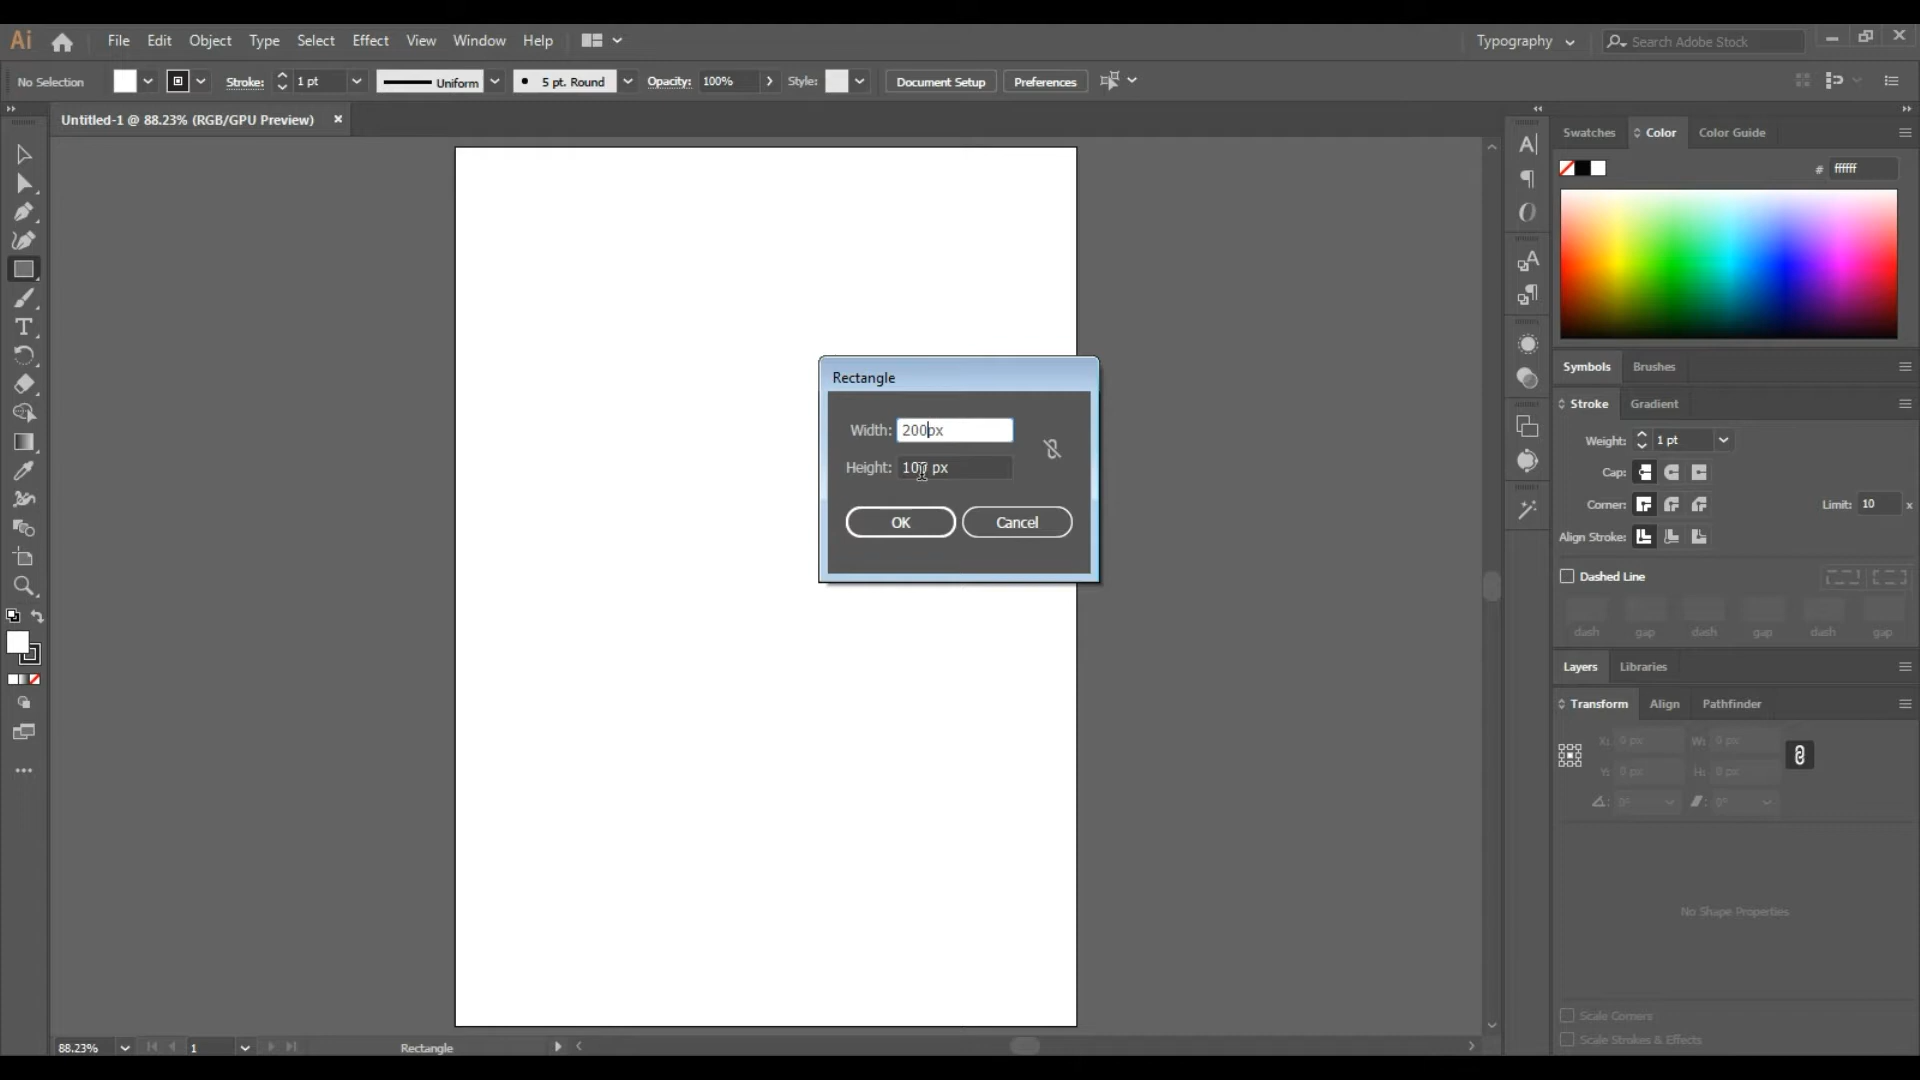 Ai File Edit Object Type Select Effect View Window Help Typography Search Adobe Stock
No Selection Stroke: 1 pt Uniform 5 pt. Round Opacity: 100% Style: Document Setup Preferences
Untitled-1 @ 88.23% (RGB/GPU Preview) ×
Swatches Color Color Guide
# ffffff
Symbols Brushes
Stroke Gradient
Weight: 1 pt
Cap:
Corner: Limit: 10 x
Align Stroke:
Dashed Line
dash gap dash gap dash gap
Layers Libraries
Transform Align Pathfinder
X: 0 px W: 0 px
Y: 0 px H: 0 px
0° 0°
No Shape Properties
Scale Corners
Scale Strokes & Effects
Rectangle
Width: 200px
Height: 100 px
OK Cancel
88.23% 1 Rectangle